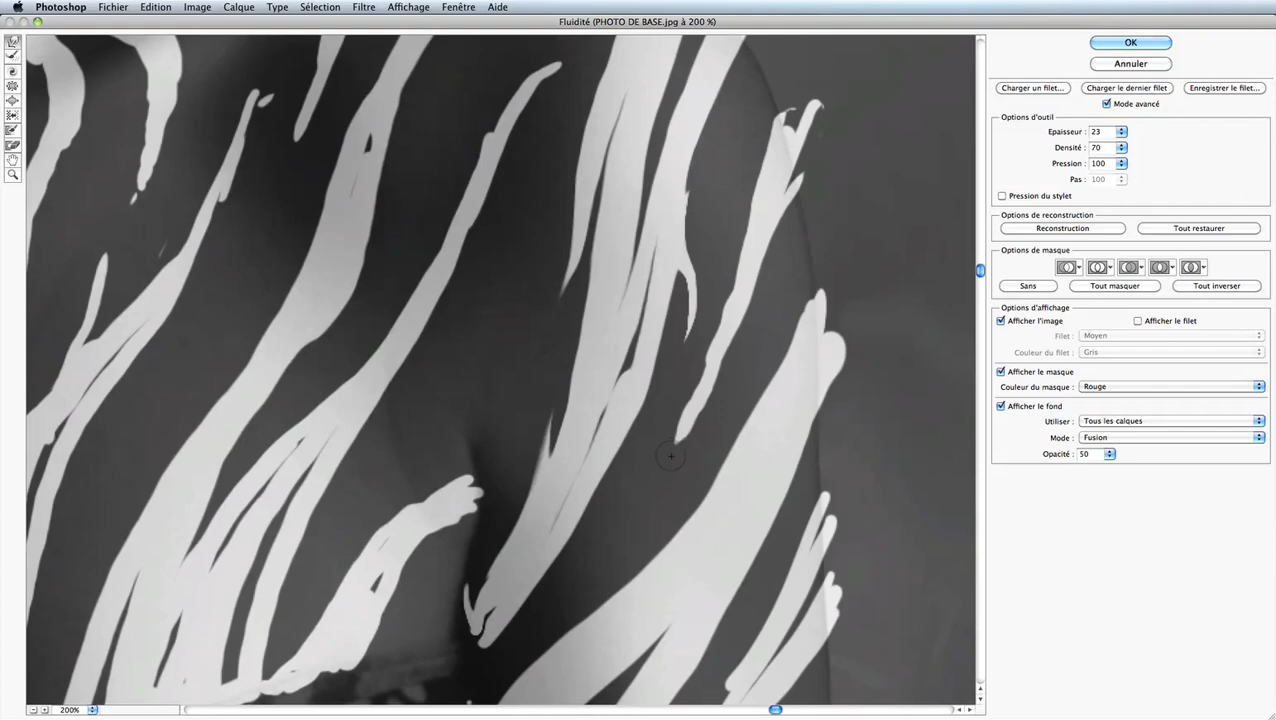 Photoshop Fichier Edition Image Calque Type Sélection Filtre Affichage Fenêtre Aide
Fluidité (PHOTO DE BASE.jpg à 200 %)
OK
Annuler
Charger un filet... Charger le dernier filet Enregistrer le filet...
Mode avancé
Options d'outil
Epaisseur : 23
Densité : 70
Pression : 100
Pas : 100
Pression du stylet
Options de reconstruction
Reconstruction Tout restaurer
Options de masque
Sans Tout masquer Tout inverser
Options d'affichage
Afficher l'image Afficher le filet
Filet : Moyen
Couleur du filet : Gris
Afficher le masque
Couleur du masque : Rouge
Afficher le fond
Utiliser : Tous les calques
Mode : Fusion
Opacité : 50
200%